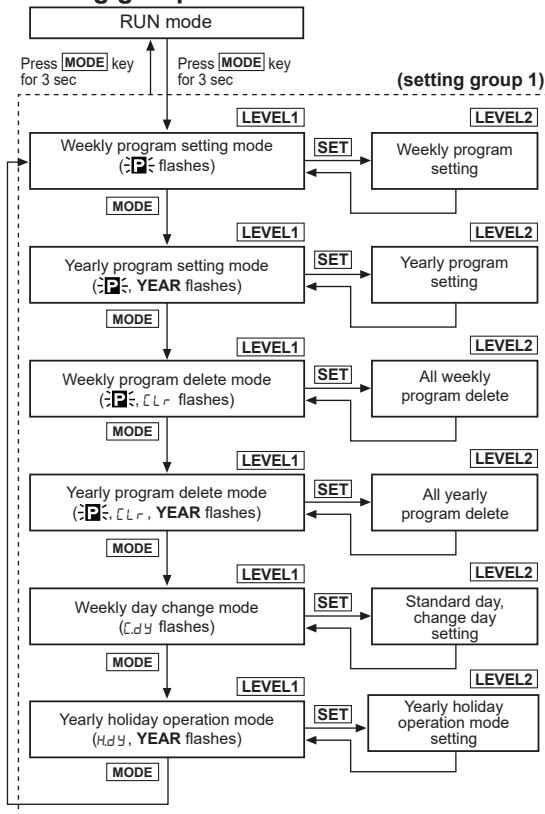 RUN mode
Press MODE key
for 3 sec
Press MODE key
for 3 sec
(setting group 1)
LEVEL1
LEVEL2
Weekly program setting mode
(P flashes)
SET
Weekly program
setting
MODE
LEVEL1
LEVEL2
Yearly program setting mode
(P, YEAR flashes)
SET
Yearly program
setting
MODE
LEVEL1
LEVEL2
Weekly program delete mode
(P, CLr flashes)
SET
All weekly
program delete
MODE
LEVEL1
LEVEL2
Yearly program delete mode
(P, CLr, YEAR flashes)
SET
All yearly
program delete
MODE
LEVEL1
LEVEL2
Weekly day change mode
(C.dy flashes)
SET
Standard day,
change day
setting
MODE
LEVEL1
LEVEL2
Yearly holiday operation mode
(H.dy, YEAR flashes)
SET
Yearly holiday
operation mode
setting
MODE